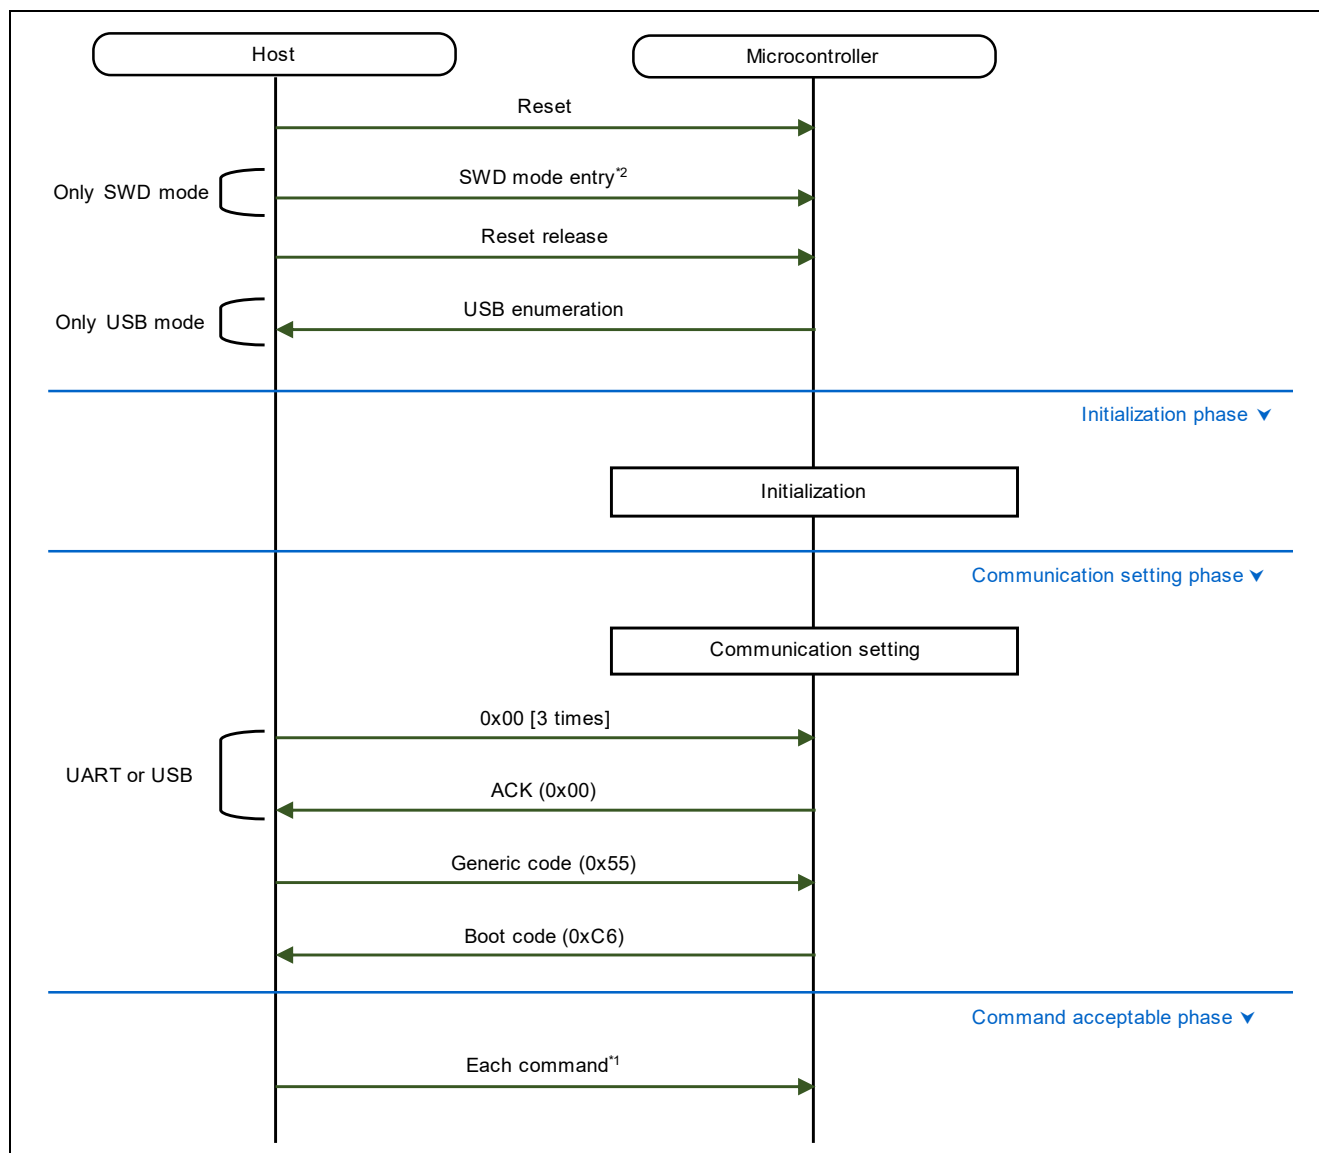 Host
Microcontroller
Reset
Only SWD mode
SWD mode entry*2
Reset release
Only USB mode
USB enumeration
Initialization phase
Initialization
Communication setting phase
Communication setting
0x00 [3 times]
UART or USB
ACK (0x00)
Generic code (0x55)
Boot code (0xC6)
Command acceptable phase
Each command*1